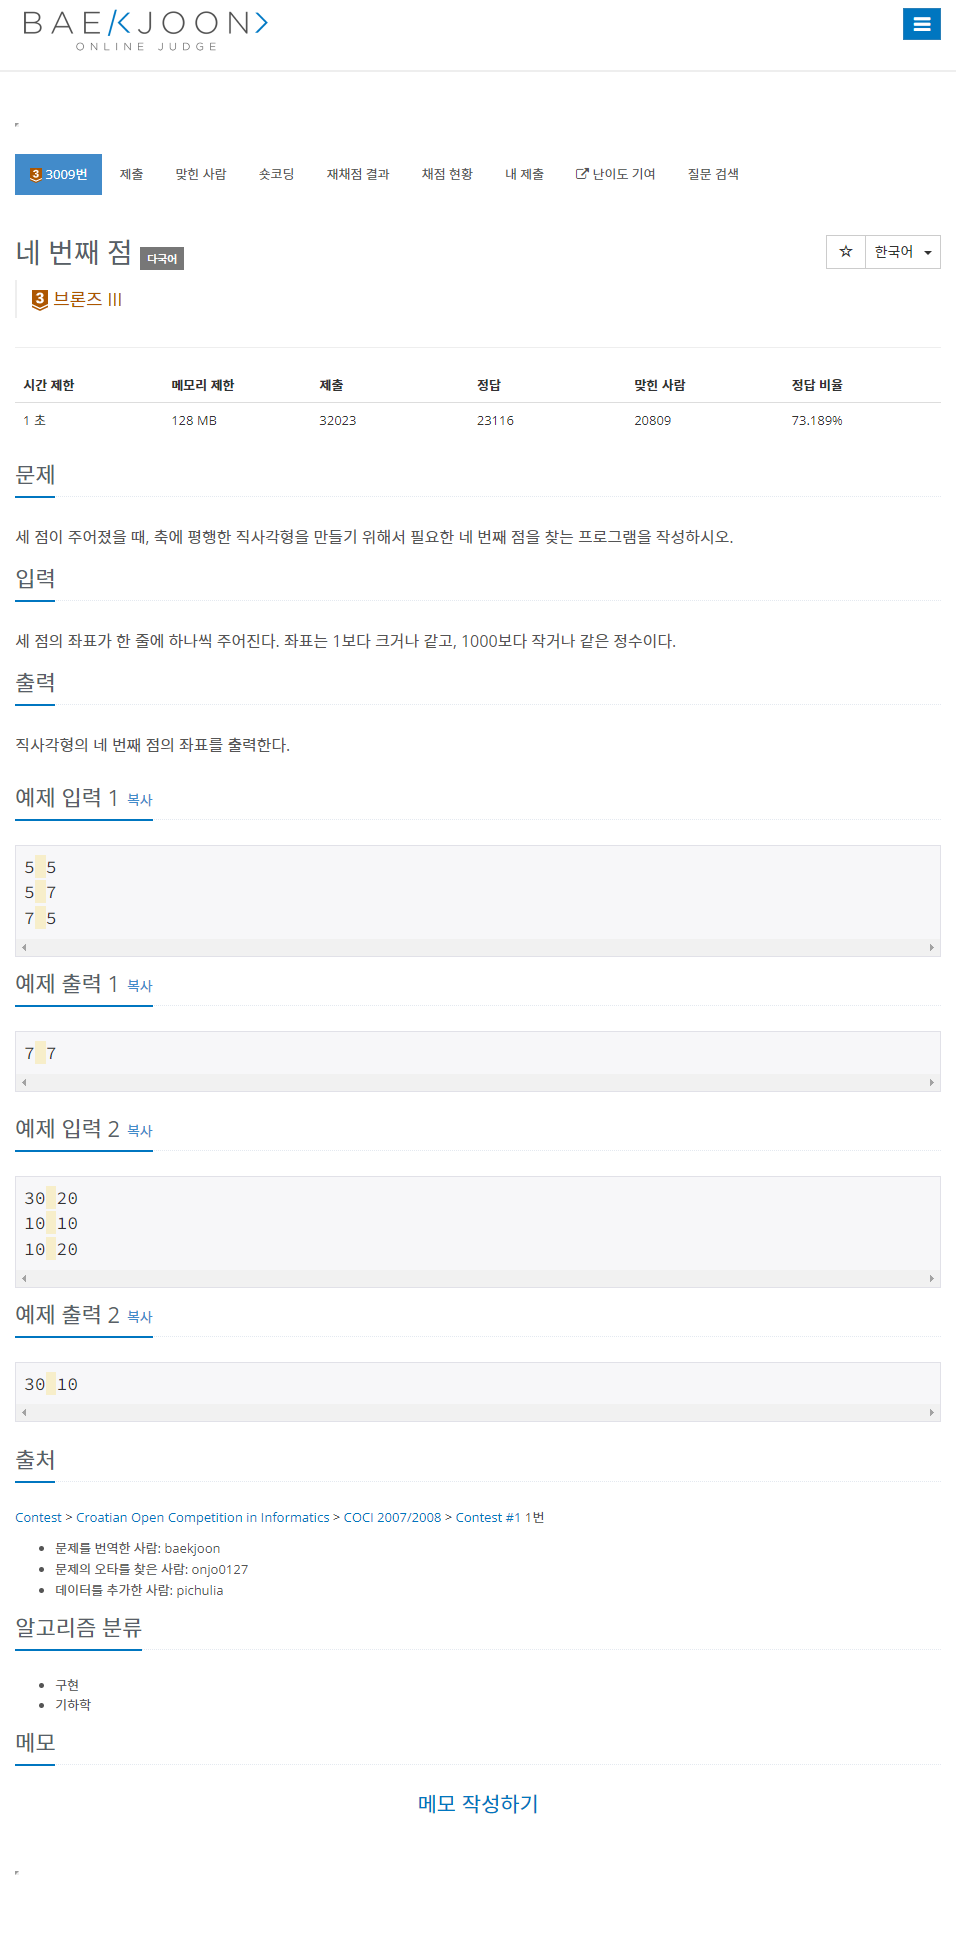 BAEKJOON
ONLINE JUDGE
3 3009번 제출 맞힌 사람 숏코딩 재채점 결과 채점 현황 내 제출 난이도 기여 질문 검색
네 번째 점 다국어 한국어
3 브론즈 III
시간 제한 메모리 제한 제출 정답 맞힌 사람 정답 비율
1 초 128 MB 32023 23116 20809 73.189%
문제
세 점이 주어졌을 때, 축에 평행한 직사각형을 만들기 위해서 필요한 네 번째 점을 찾는 프로그램을 작성하시오.
입력
세 점의 좌표가 한 줄에 하나씩 주어진다. 좌표는 1보다 크거나 같고, 1000보다 작거나 같은 정수이다.
출력
직사각형의 네 번째 점의 좌표를 출력한다.
예제 입력 1 복사
5 5
5 7
7 5
예제 출력 1 복사
7 7
예제 입력 2 복사
30 20
10 10
10 20
예제 출력 2 복사
30 10
출처
Contest > Croatian Open Competition in Informatics > COCI 2007/2008 > Contest #1 1번
문제를 번역한 사람: baekjoon
문제의 오타를 찾은 사람: onjo0127
데이터를 추가한 사람: pichulia
알고리즘 분류
구현
기하학
메모
메모 작성하기